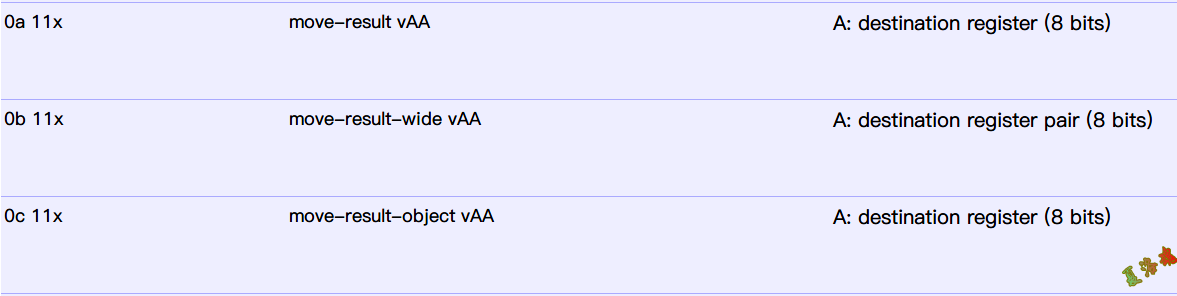 0a 11x move-result vAA A: destination register (8 bits)
0b 11x move-result-wide vAA A: destination register pair (8 bits)
0c 11x move-result-object vAA A: destination register (8 bits)